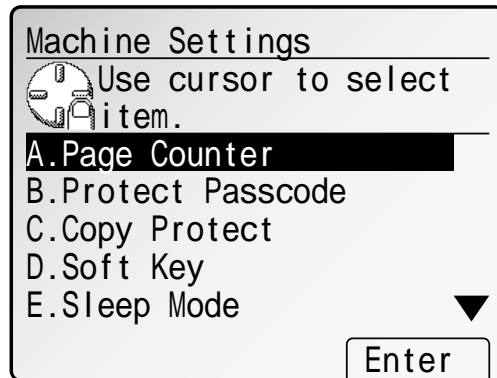 Machine Settings
Use cursor to select
item.
A.Page Counter
B.Protect Passcode
C.Copy Protect
D.Soft Key
E.Sleep Mode
Enter